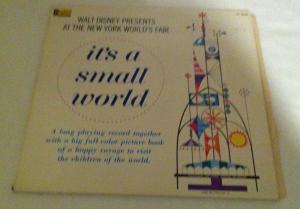 WALT DISNEY PRESENTS
AT THE NEW YORK WORLD'S FAIR
it's a
small
world
A long playing record together
with a big full color picture book
of a happy voyage to visit
the children of the world.